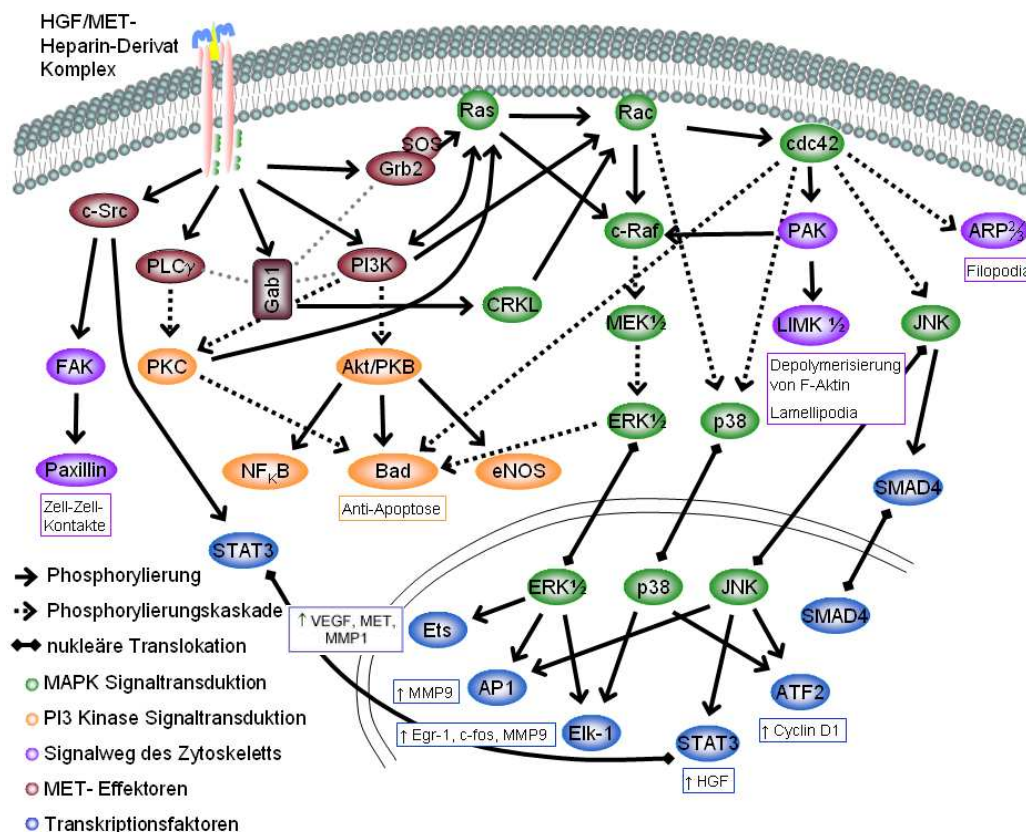 HGF/MET-
Heparin-Derivat
Komplex
Ras
Rac
SOS
Grb2
cdc42
c-Src
c-Raf
PAK
ARP⅔
PLCγ
Gab1
PI3K
Filopodia
CRKL
MEK½
LIMK ½
JNK
FAK
PKC
Akt/PKB
Depolymerisierung
von F-Aktin
Lamellipodia
ERK½
p38
Paxillin
NFKB
Bad
eNOS
SMAD4
Zell-Zell-
Kontakte
Anti-Apoptose
STAT3
Phosphorylierung
ERK½
p38
JNK
Phosphorylierungskaskade
↑ VEGF, MET,
MMP1
Ets
SMAD4
nukleäre Translokation
MAPK Signaltransduktion
↑ MMP9
AP1
ATF2
PI3 Kinase Signaltransduktion
↑ Egr-1, c-fos, MMP9
Elk-1
STAT3
↑ Cyclin D1
Signalweg des Zytoskeletts
↑ HGF
MET- Effektoren
Transkriptionsfaktoren